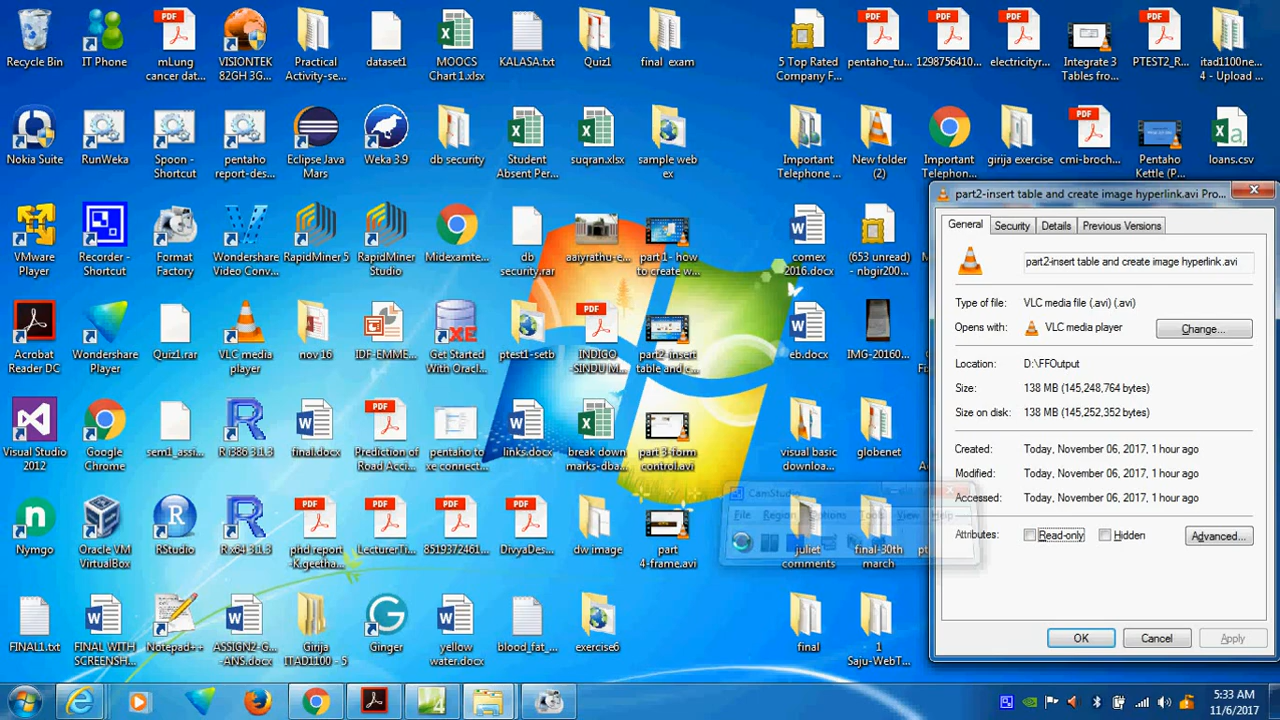 Recycle Bin
IT Phone
mLung
cancer dat...
VISIONTEK
82GH 3G...
Practical
Activity-se...
dataset1
MOOCS
Chart 1.xlsx
KALASA.txt
Quiz1
final_exam
5 Top Rated
Company F...
pentaho_tu...
1298756410...
electricityr...
Integrate 3
Tables fro...
PTEST2_R...
itad1100ne...
4 - Upload ...
Nokia Suite
RunWeka
Spoon -
Shortcut
pentaho
report-des...
Eclipse Java
Mars
Weka 3.9
db security
Student
Absent Per...
suqran.xlsx
sample web
ex
Important
Telephone ...
New folder
(2)
Important
Telephon...
girija exercise
cmi-broch...
Pentaho
Kettle (P...
loans.csv
VMware
Player
Recorder -
Shortcut
Format
Factory
Wondershare
Video Conv...
RapidMiner 5
RapidMiner
Studio
Midexamte...
db
security.rar
aaiyrathu-e...
part 1- how
to create w...
comex
2016.docx
(653 unread)
- nbgir200...
Acrobat
Reader DC
Wondershare
Player
Quiz1.rar
VLC media
player
nov 16
IDF-EMME...
Get Started
With Oracl...
ptest1-setb
INDIGO
-SINDU M...
part2-insert
table and c...
eb.docx
IMG-20160...
Visual Studio
2012
Google
Chrome
sem1_assi...
R i386 3.1.3
final.docx
Prediction of
Road Acci...
pentaho to
xe connect...
links.docx
break down
marks-dba...
part 3-form
control.avi
visual basic
downloa...
globenet
Nymgo
Oracle VM
VirtualBox
RStudio
R x64 3.1.3
phd report
-K.geetha...
LecturerTi...
8519372461...
DivyaDes...
dw image
part
4-frame.avi
juliet
comments
final-30th
march
FINAL1.txt
FINAL WITH
SCREENSH...
Notepad++
ASSIGN2-G
-ANS.docx
Girija
ITAD1100 - 5
Ginger
yellow
water.docx
blood_fat_...
exercise6
final
1
Saju-WebT...
CamStudio
File Region Options Tools View Help
part2-insert table and create image hyperlink.avi Pro...
General Security Details Previous Versions
part2-insert table and create image hyperlink.avi
Type of file: VLC media file (.avi) (.avi)
Opens with: VLC media player Change...
Location: D:\FFOutput
Size: 138 MB (145,248,764 bytes)
Size on disk: 138 MB (145,252,352 bytes)
Created: Today, November 06, 2017, 1 hour ago
Modified: Today, November 06, 2017, 1 hour ago
Accessed: Today, November 06, 2017, 1 hour ago
Attributes: Read-only Hidden Advanced...
OK Cancel Apply
5:33 AM
11/6/2017